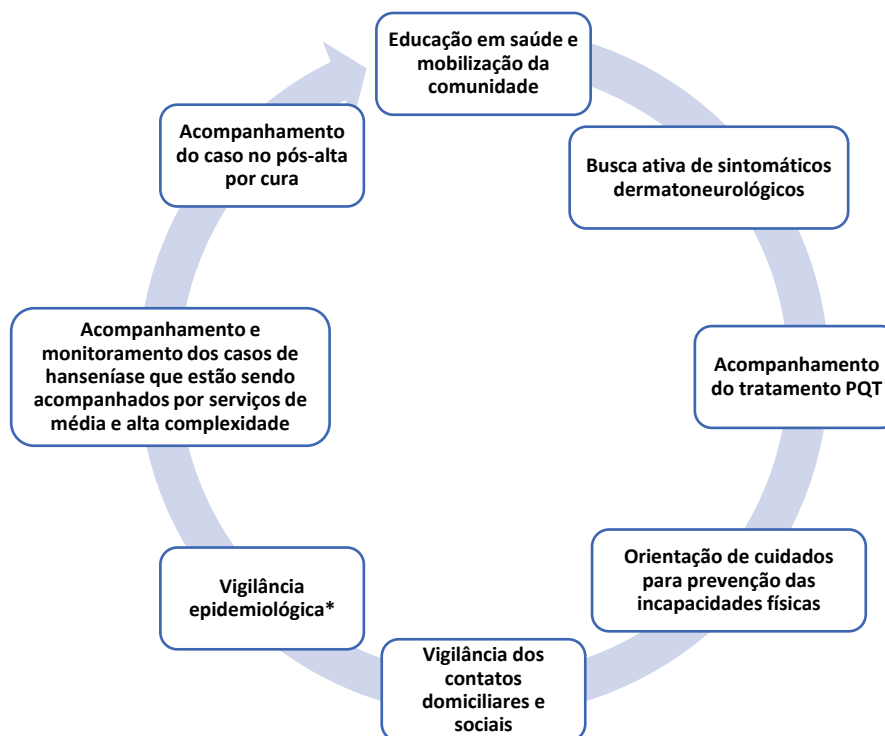 Educação em saúde e
mobilização da
comunidade
Busca ativa de sintomáticos
dermatoneurológicos
Acompanhamento
do tratamento PQT
Orientação de cuidados
para prevenção das
incapacidades físicas
Vigilância dos
contatos
domiciliares e
sociais
Vigilância
epidemiológica*
Acompanhamento e
monitoramento dos casos de
hanseníase que estão sendo
acompanhados por serviços de
média e alta complexidade
Acompanhamento
do caso no pós-alta
por cura